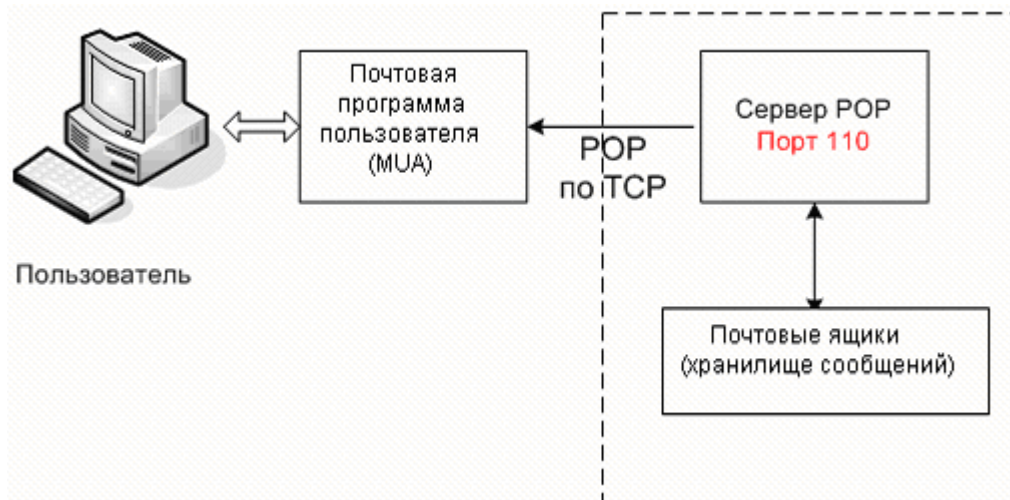 Почтовая
программа
пользователя
(MUA)
POP
по TCP
Сервер POP
Порт 110
Пользователь
Почтовые ящики
(хранилище сообщений)